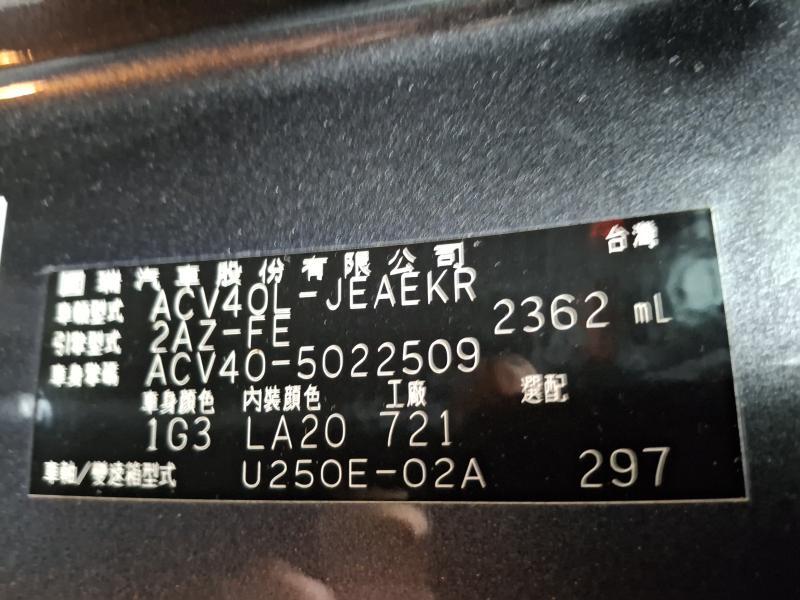 國瑞汽車股份有限公司 台灣
車輛型式 ACV40L-JEAEKR
引擎型式 2AZ-FE 2362 mL
車身號碼 ACV40-5022509
車身顏色 內裝顏色 工廠 選配
1G3 LA20 721
車軸/變速箱型式 U250E-02A 297